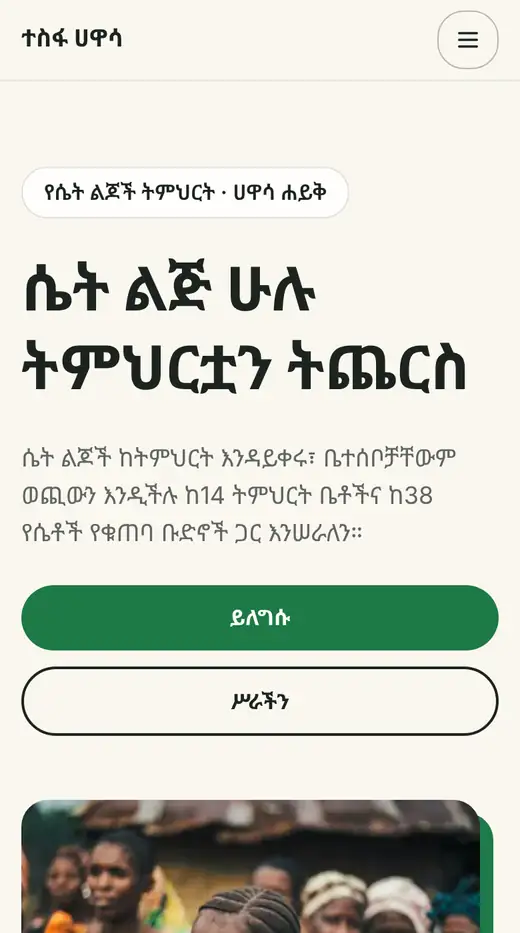 ተስፋ ሀዋሳ
የሴት ልጆች ትምህርት · ሀዋሳ ሐይቅ
ሴት ልጅ ሁሉ
ትምህርቷን ትጨርስ
ሴት ልጆች ከትምህርት እንዳይቀሩ፣ ቤተሰቦቻቸውም
ወጪውን እንዲችሉ ከ14 ትምህርት ቤቶችና ከ38
የሴቶች የቁጠባ ቡድኖች ጋር እንሠራለን።
ይለግሱ
ሥራችን